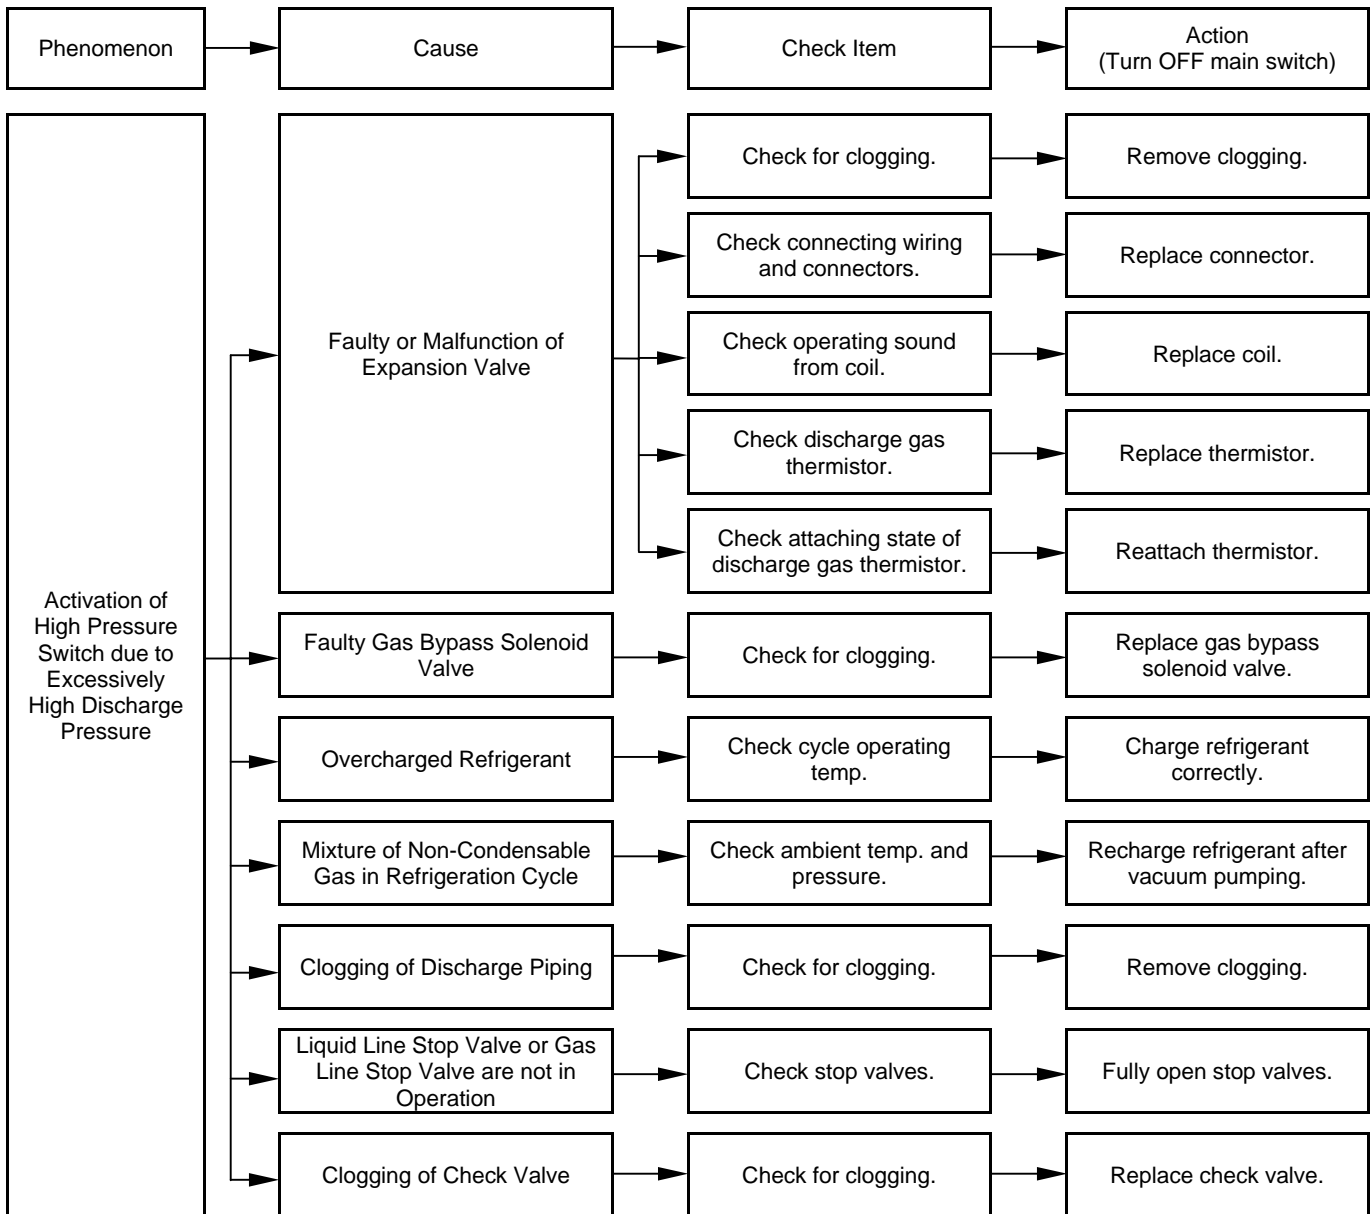 Phenomenon
Cause
Check Item
Action
(Turn OFF main switch)
Activation of
High Pressure
Switch due to
Excessively
High Discharge
Pressure
Faulty or Malfunction of
Expansion Valve
Check for clogging.
Remove clogging.
Check connecting wiring
and connectors.
Replace connector.
Check operating sound
from coil.
Replace coil.
Check discharge gas
thermistor.
Replace thermistor.
Check attaching state of
discharge gas thermistor.
Reattach thermistor.
Faulty Gas Bypass Solenoid
Valve
Check for clogging.
Replace gas bypass
solenoid valve.
Overcharged Refrigerant
Check cycle operating
temp.
Charge refrigerant
correctly.
Mixture of Non-Condensable
Gas in Refrigeration Cycle
Check ambient temp. and
pressure.
Recharge refrigerant after
vacuum pumping.
Clogging of Discharge Piping
Check for clogging.
Remove clogging.
Liquid Line Stop Valve or Gas
Line Stop Valve are not in
Operation
Check stop valves.
Fully open stop valves.
Clogging of Check Valve
Check for clogging.
Replace check valve.